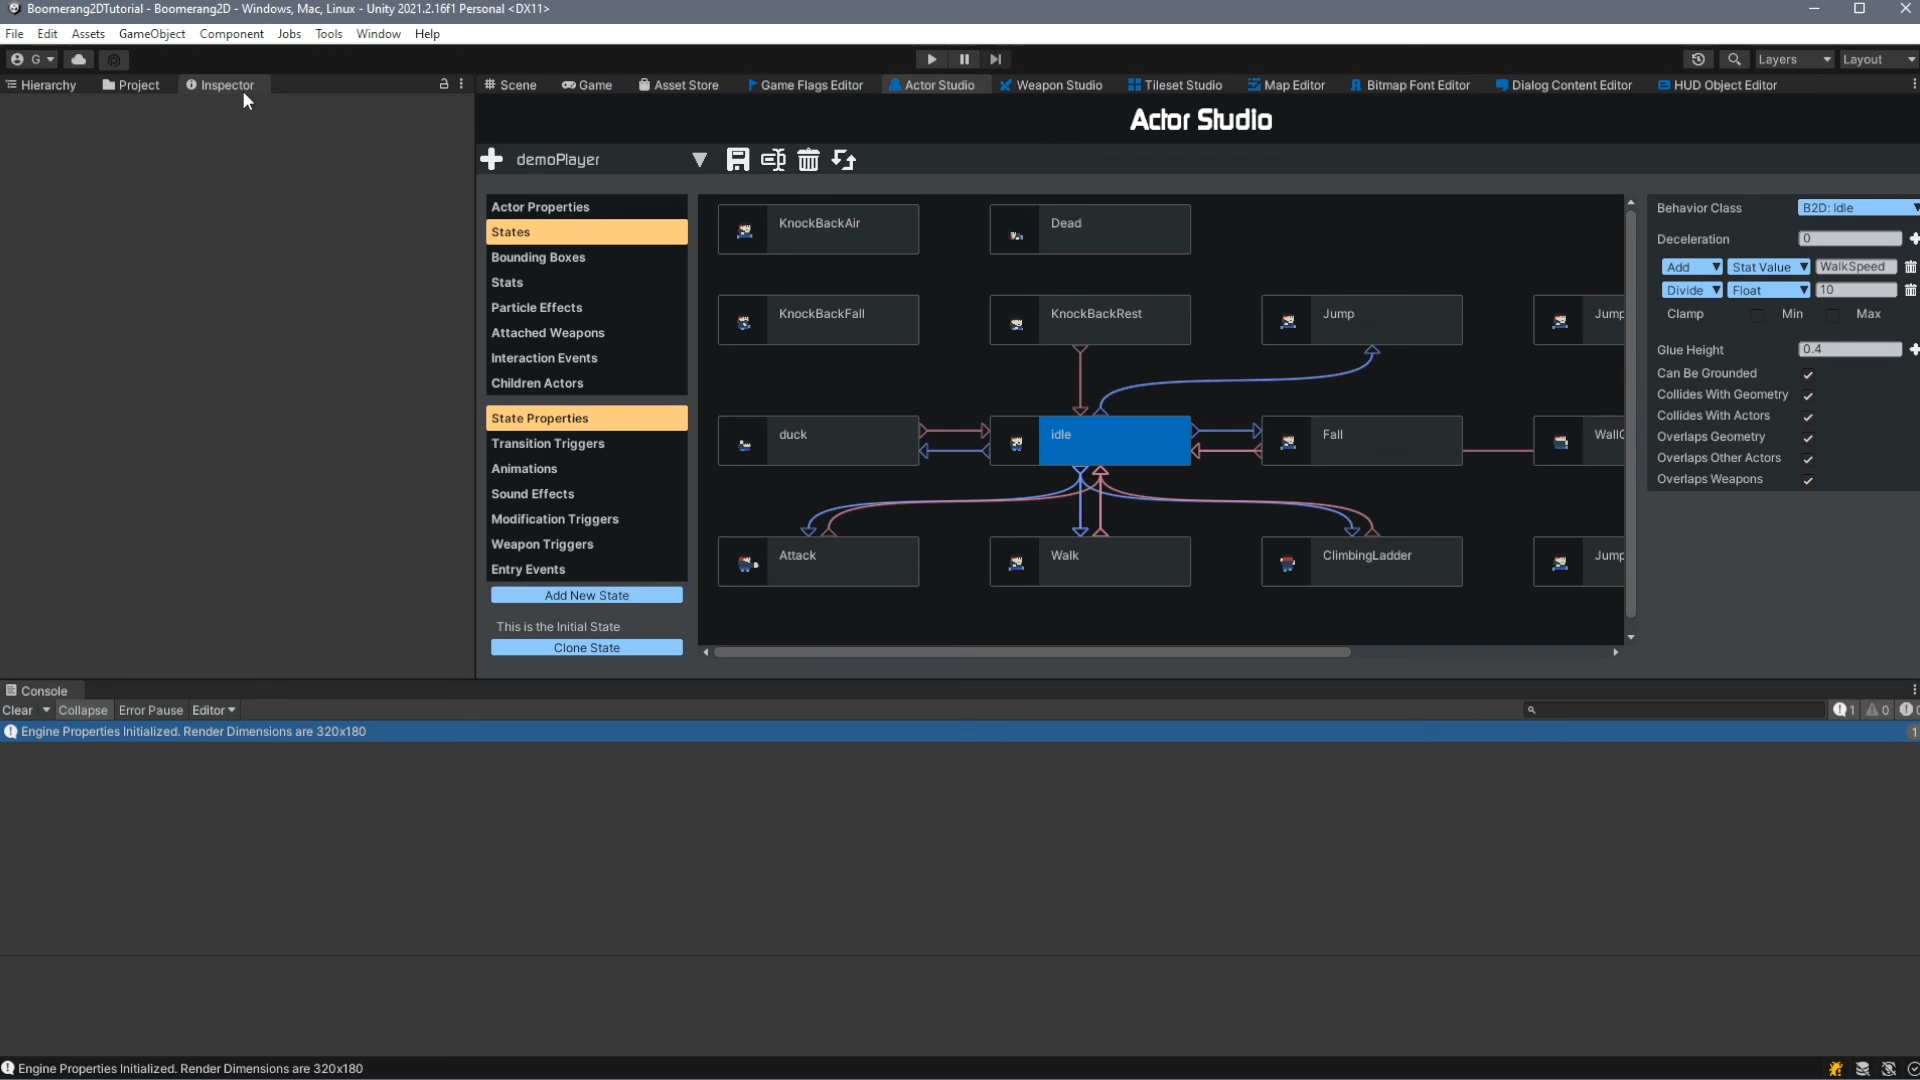 Boomerang2DTutorial - Boomerang2D - Windows, Mac, Linux - Unity 2021.2.16f1 Personal <DX11>
File Edit Assets GameObject Component Jobs Tools Window Help
G Layers Layout
Hierarchy Project Inspector Scene Game Asset Store Game Flags Editor Actor Studio Weapon Studio Tileset Studio Map Editor Bitmap Font Editor Dialog Content Editor HUD Object Editor
Actor Studio
demoPlayer
Actor Properties
States
Bounding Boxes
Stats
Particle Effects
Attached Weapons
Interaction Events
Children Actors
State Properties
Transition Triggers
Animations
Sound Effects
Modification Triggers
Weapon Triggers
Entry Events
Add New State
This is the Initial State
Clone State
KnockBackAir Dead
KnockBackFall KnockBackRest Jump Jump
duck idle Fall WallC
Attack Walk ClimbingLadder Jump
Behavior Class B2D: Idle
Deceleration 0
Add Stat Value WalkSpeed
Divide Float 10
Clamp Min Max
Glue Height 0.4
Can Be Grounded
Collides With Geometry
Collides With Actors
Overlaps Geometry
Overlaps Other Actors
Overlaps Weapons
Console
Clear Collapse Error Pause Editor 1 0 0
Engine Properties Initialized. Render Dimensions are 320x180 1
Engine Properties Initialized. Render Dimensions are 320x180